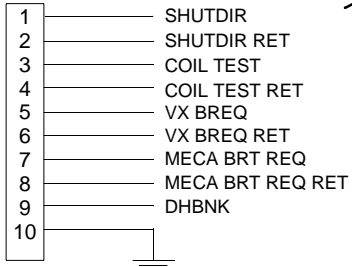 1 SHUTDIR
2 SHUTDIR RET
3 COIL TEST
4 COIL TEST RET
5 VX BREQ
6 VX BREQ RET
7 MECA BRT REQ
8 MECA BRT REQ RET
9 DHBNK
10